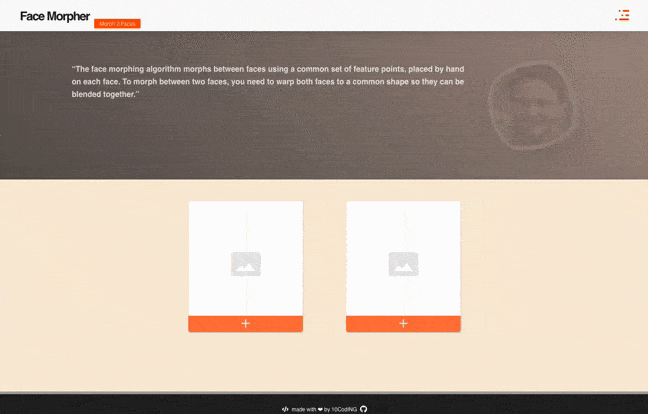 Face Morpher
Morph 2 Faces
“The face morphing algorithm morphs between faces using a common set of feature points, placed by hand
on each face. To morph between two faces, you need to warp both faces to a common shape so they can be
blended together.”
+
+
</> made with ❤ by 10CodING